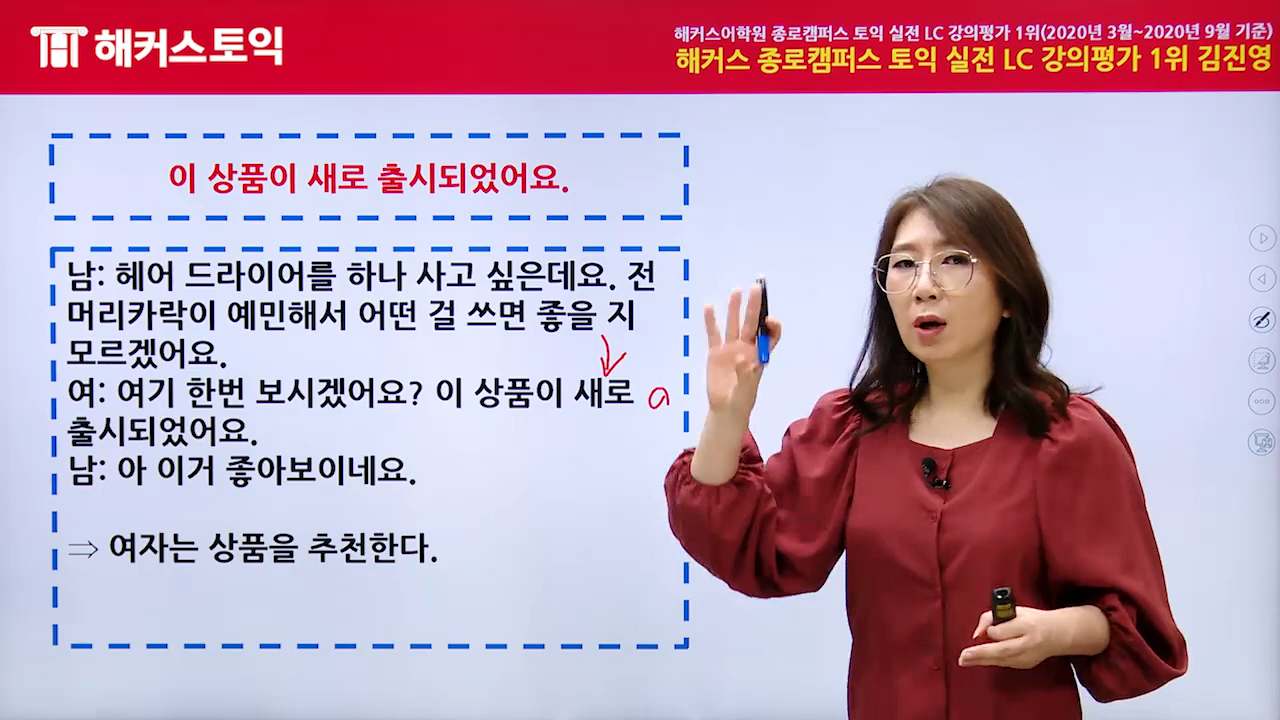 해커스토익
해커스어학원 종로캠퍼스 토익 실전 LC 강의평가 1위(2020년 3월~2020년 9월 기준)
해커스 종로캠퍼스 토익 실전 LC 강의평가 1위 김진영
이 상품이 새로 출시되었어요.
남: 헤어 드라이어를 하나 사고 싶은데요. 전
머리카락이 예민해서 어떤 걸 쓰면 좋을 지
모르겠어요.
여: 여기 한번 보시겠어요? 이 상품이 새로
출시되었어요.
남: 아 이거 좋아보이네요.
⇒ 여자는 상품을 추천한다.